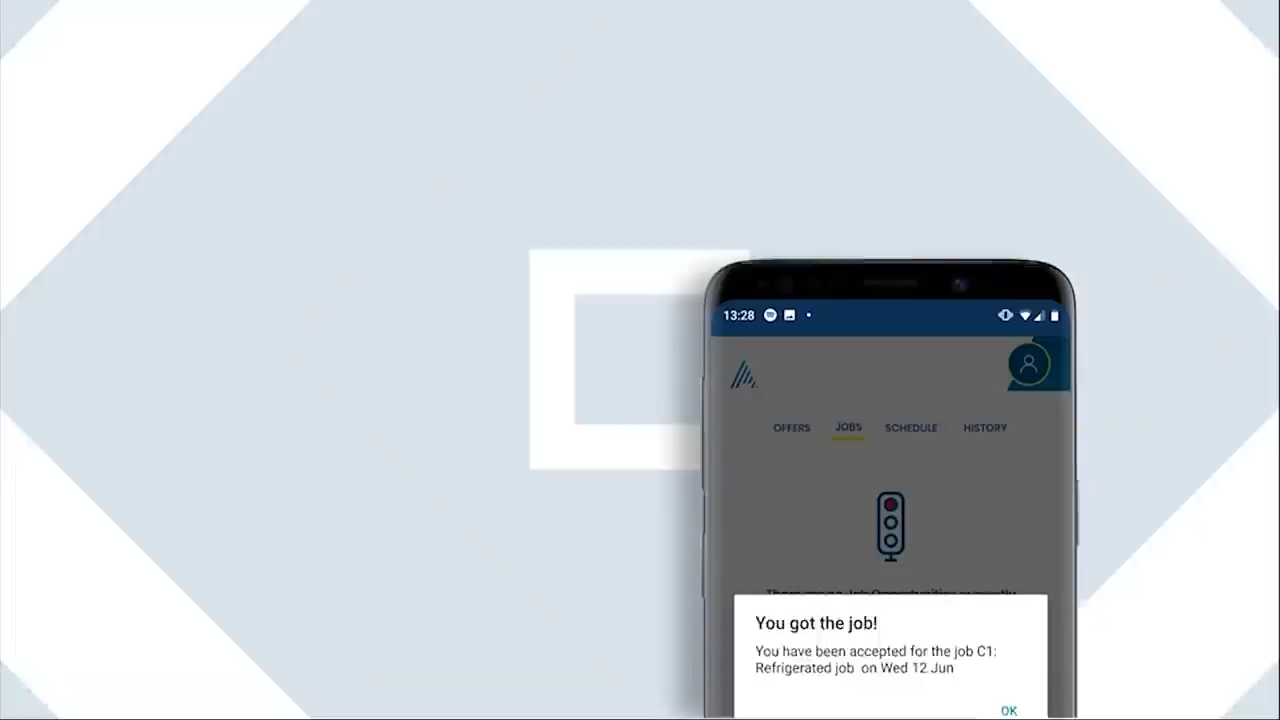 13:28
OFFERS JOBS SCHEDULE HISTORY
You got the job!
You have been accepted for the job C1:
Refrigerated job on Wed 12 Jun
OK